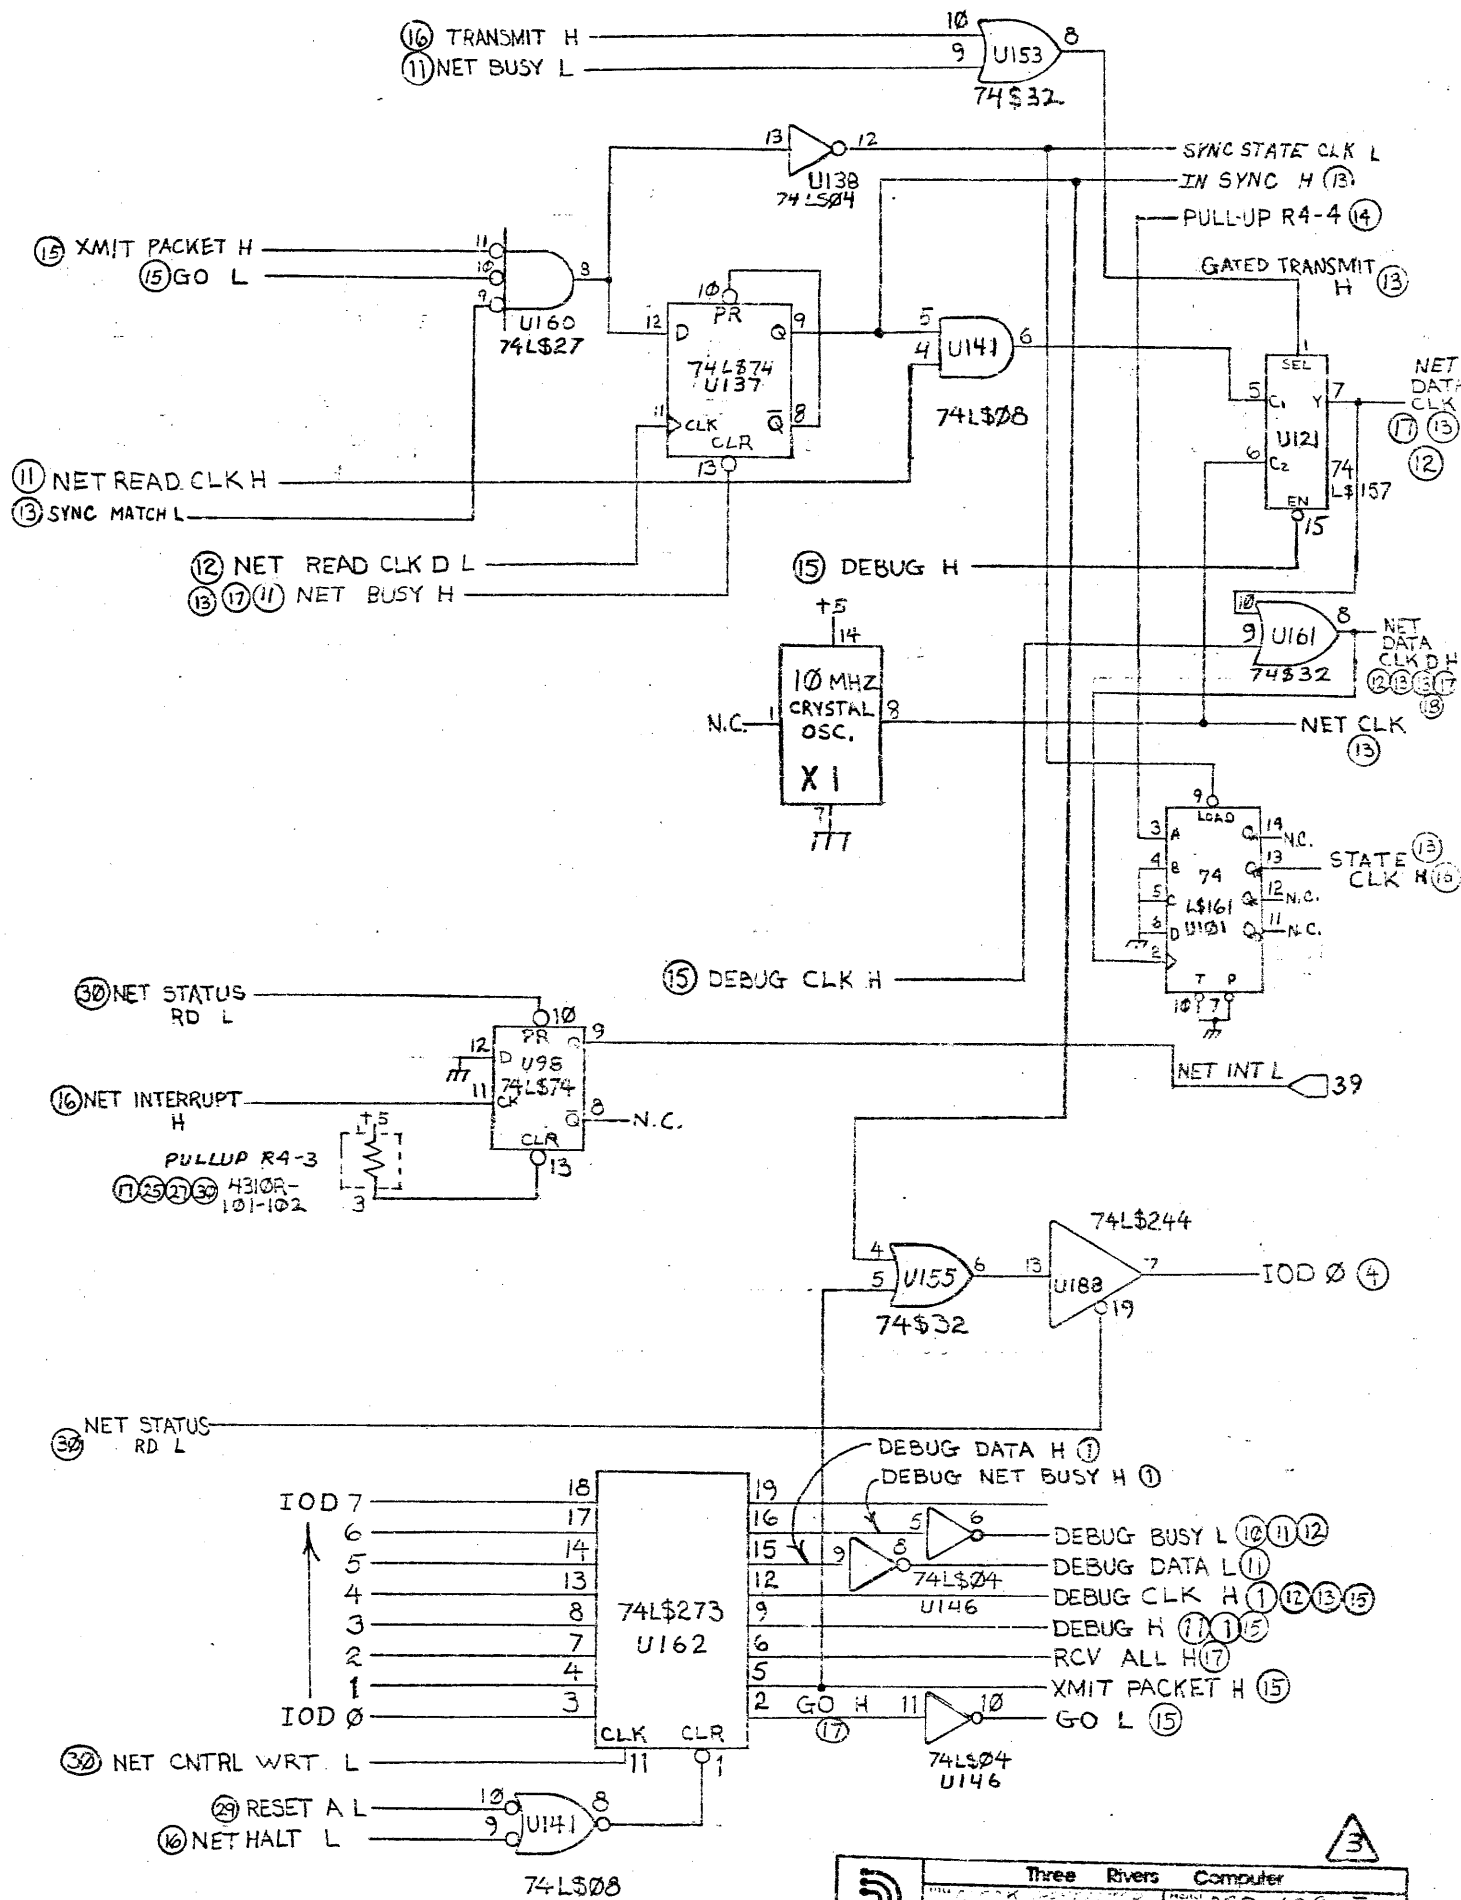 ⑯ TRANSMIT H
⑪ NET BUSY L
10
9
8
U153
74S32
13
12
U138
74LS04
SYNC STATE CLK L
IN SYNC H ⑬
PULL-UP R4-4 ⑭
GATED TRANSMIT H ⑬
⑮ XMIT PACKET H
⑮ GO L
11
10
9
8
U160
74LS27
10
PR
12 D Q 9
74LS74
U137
11 CLK Q̅ 8
CLR
13
5
4
U141
6
74LS08
1
SEL
5 C1 Y 7
U121
6 C2
74
LS157
EN
15
NET
CLK
⑰ ⑬
⑫
⑪ NET READ CLK H
⑬ SYNC MATCH L
⑫ NET READ CLK D L
⑬ ⑰ ⑪ NET BUSY H
⑮ DEBUG H
+5
14
10 MHZ
CRYSTAL
OSC.
X1
N.C. 1
8
7
10
9
U161
8
74S32
NET
DATA
CLK D H
⑫ ⑬ ⑬ ⑰
⑱
NET CLK
⑬
9
LOAD
3 A QA 14 N.C.
4 B QB 13
STATE ⑬
CLK H ⑯
74
5 C QC 12 N.C.
LS161
U101
6 D QD 11 N.C.
2
T P
10 7
⑮ DEBUG CLK H
㉚ NET STATUS
RD L
10
PR
12 D Q 9
U98
74LS74
11 CK
Q̅ 8 N.C.
CLR
13
⑯ NET INTERRUPT
H
+5
PULLUP R4-3
⑰ ㉕ ㉗ ㉚ 4310R-
101-102
3
NET INT L
39
4
5
U155
6
74S32
74LS244
13
U188
7
19
IOD 0 ④
NET STATUS
㉚ RD L
DEBUG DATA H ①
DEBUG NET BUSY H ①
IOD 7 18
6 17
5 14
4 13
3 8
2 7
1 4
IOD 0 3
74LS273
U162
CLK CLR
11 1
19
16
15
12
9
6
5
2
5 6
9 8
74LS04
U146
DEBUG BUSY L ⑩ ⑪ ⑫
DEBUG DATA L ⑪
DEBUG CLK H ① ⑫ ⑬ ⑮
DEBUG H ⑪ ① ⑮
RCV ALL H ⑰
XMIT PACKET H ⑮
GO H
⑰
11 10
GO L ⑮
74LS04
U146
㉚ NET CNTRL WRT. L
㉙ RESET A L
⑯ NET HALT L
10
9
U141
8
74LS08
3
Three Rivers Computer